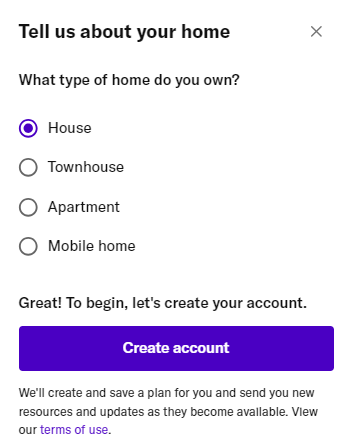 Tell us about your home
What type of home do you own?
House
Townhouse
Apartment
Mobile home
Great! To begin, let's create your account.
Create account
We'll create and save a plan for you and send you new
resources and updates as they become available. View
our terms of use.